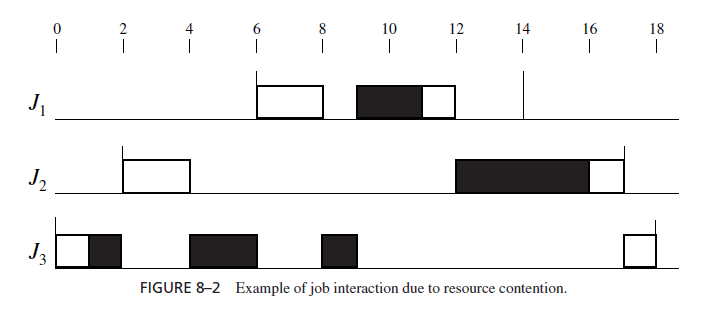 0 2 4 6 8 10 12 14 16 18
J1
J2
J3
FIGURE 8–2 Example of job interaction due to resource contention.